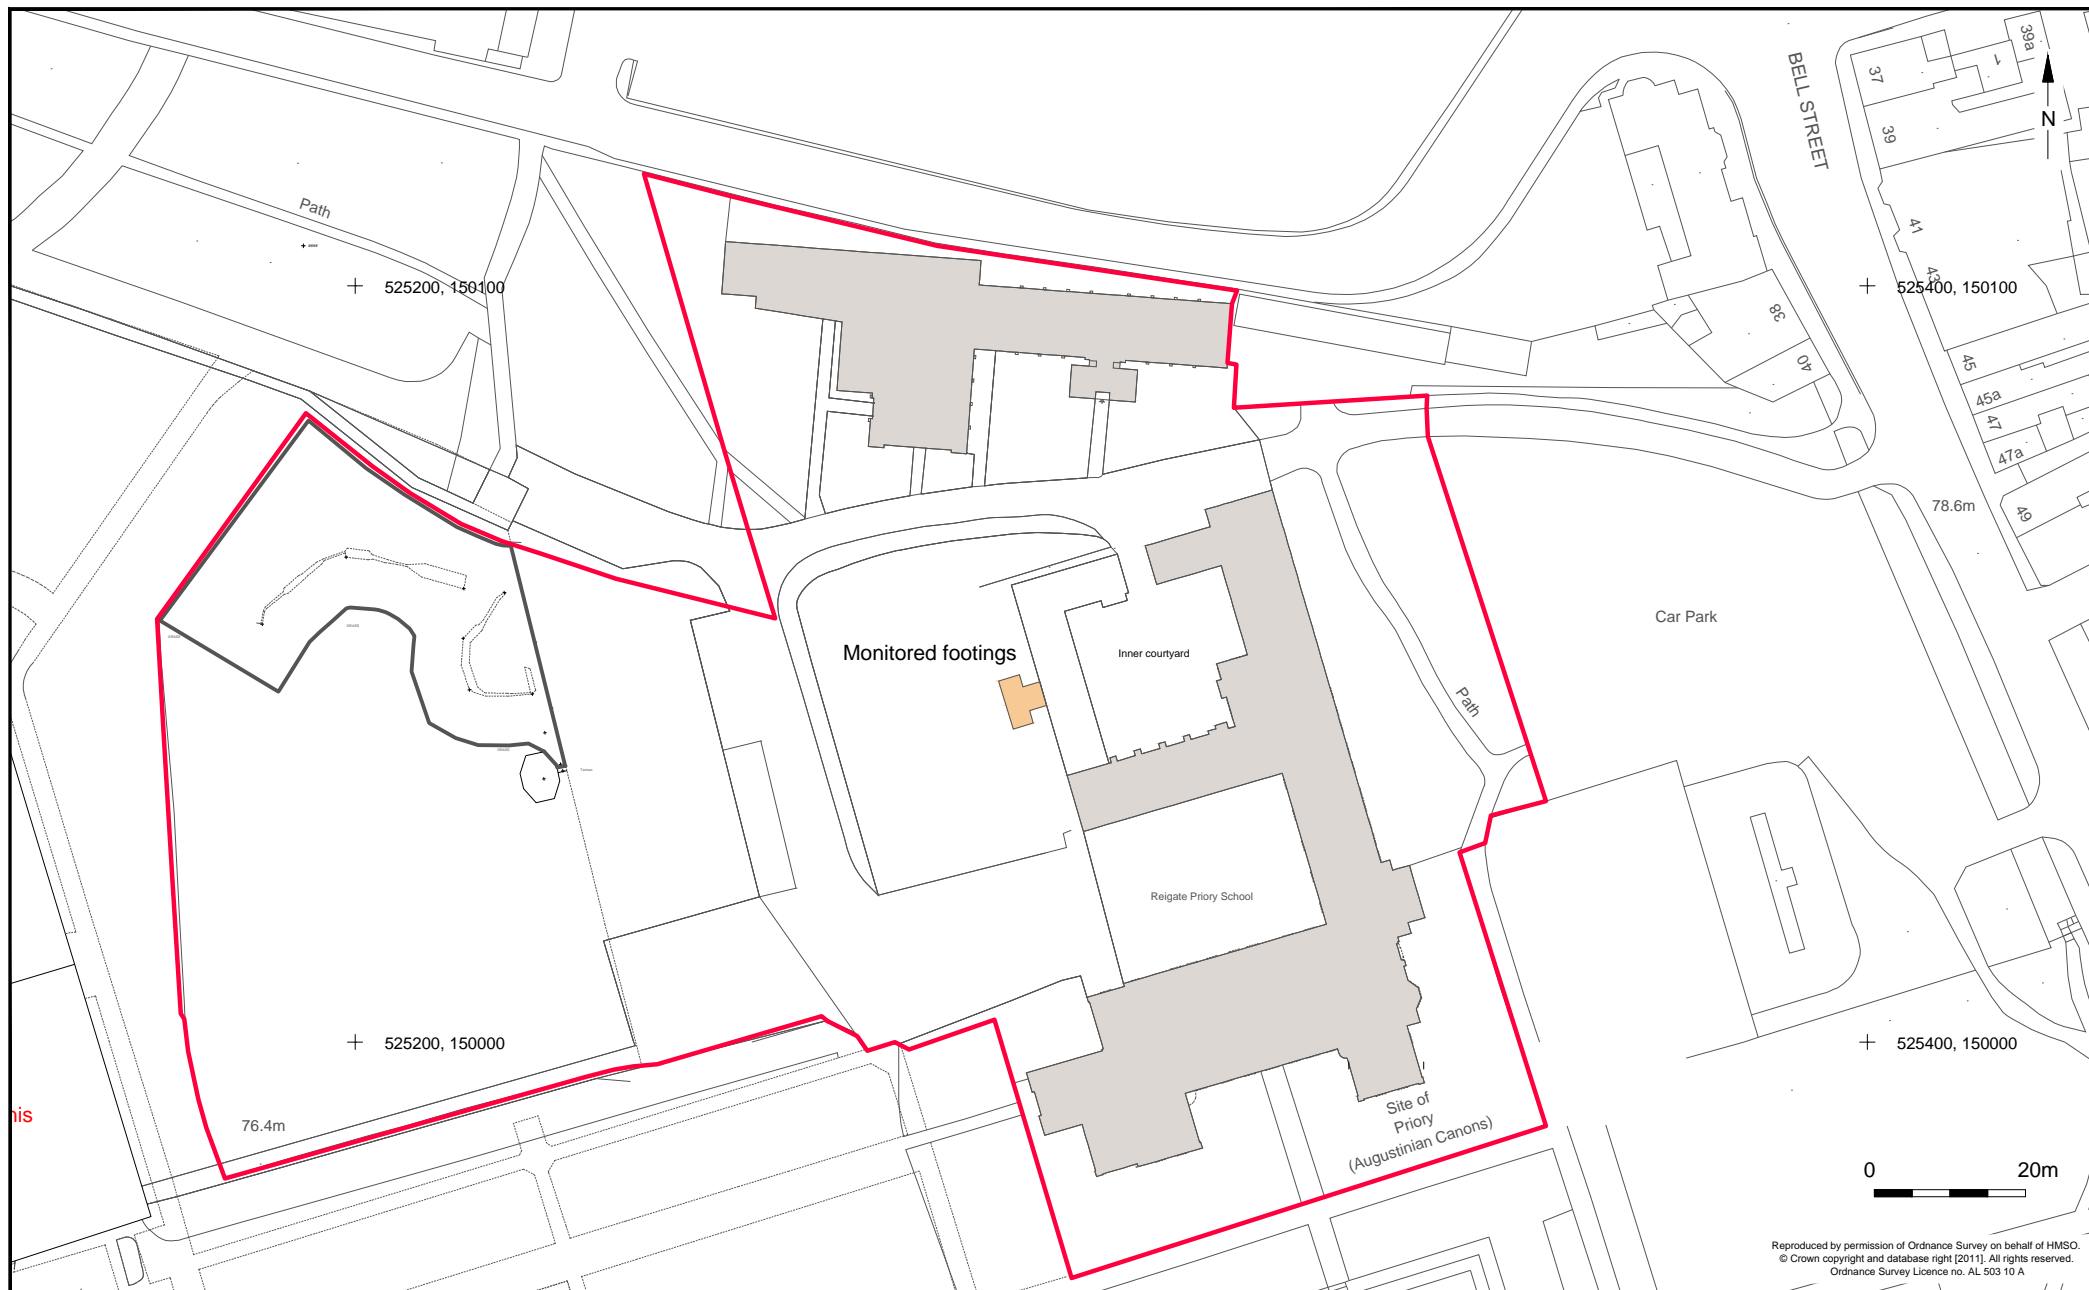 39a
BELL STREET
37
1
N
39
Path
41
43
525200, 150100
525400, 150100
38
40
45
45a
47
47a
78.6m
49
Car Park
Monitored footings
Inner courtyard
Path
Reigate Priory School
525200, 150000
525400, 150000
his
76.4m
Site of
Priory
(Augustinian Canons)
0 20m
Reproduced by permission of Ordnance Survey on behalf of HMSO.
© Crown copyright and database right [2011]. All rights reserved.
Ordnance Survey Licence no. AL 503 10 A